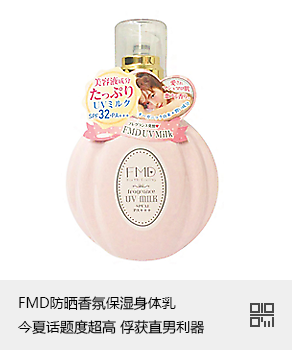 美容液成分
たっぷり
UVミルク
SPF32・PA+++
FMD UV Milk
FMD
fragrance
UV MILK
SPF32
PA+++
FMD防晒香氛保湿身体乳
今夏话题度超高 俘获直男利器